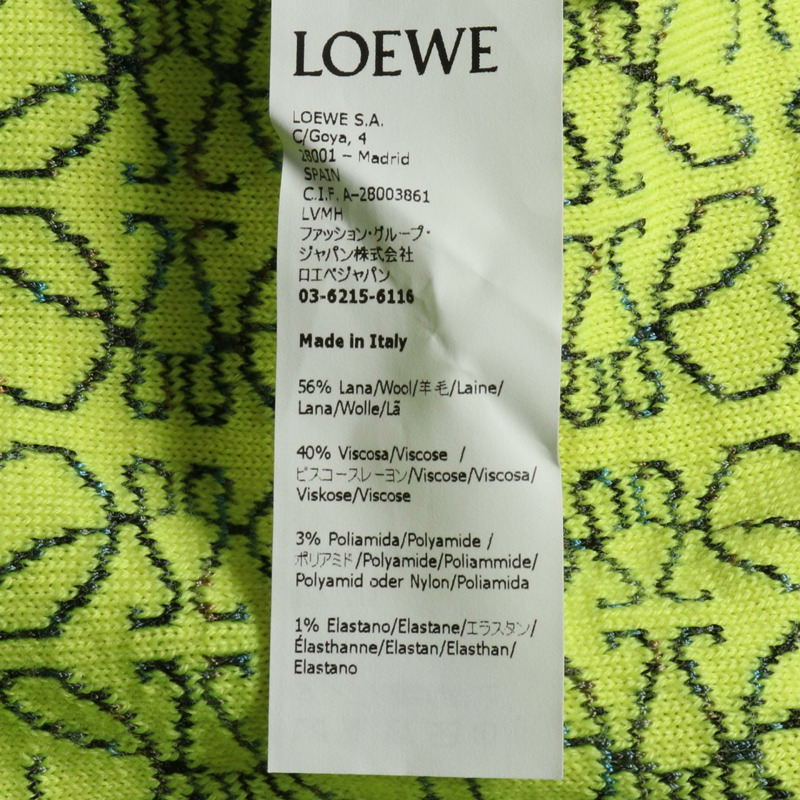 LOEWE
LOEWE S.A.
C/Goya, 4
28001 – Madrid
SPAIN
C.I.F. A-28003861
LVMH
ファッション・グループ・
ジャパン株式会社
ロエベジャパン
03-6215-6116
Made in Italy
56% Lana/Wool/羊毛/Laine/
Lana/Wolle/Lã
40% Viscosa/Viscose /
ビスコースレーヨン/Viscose/Viscosa/
Viskose/Viscose
3% Poliamida/Polyamide /
ポリアミド/Polyamide/Poliammide/
Polyamid oder Nylon/Poliamida
1% Elastano/Elastane/エラスタン/
Élasthanne/Elastan/Elasthan/
Elastano